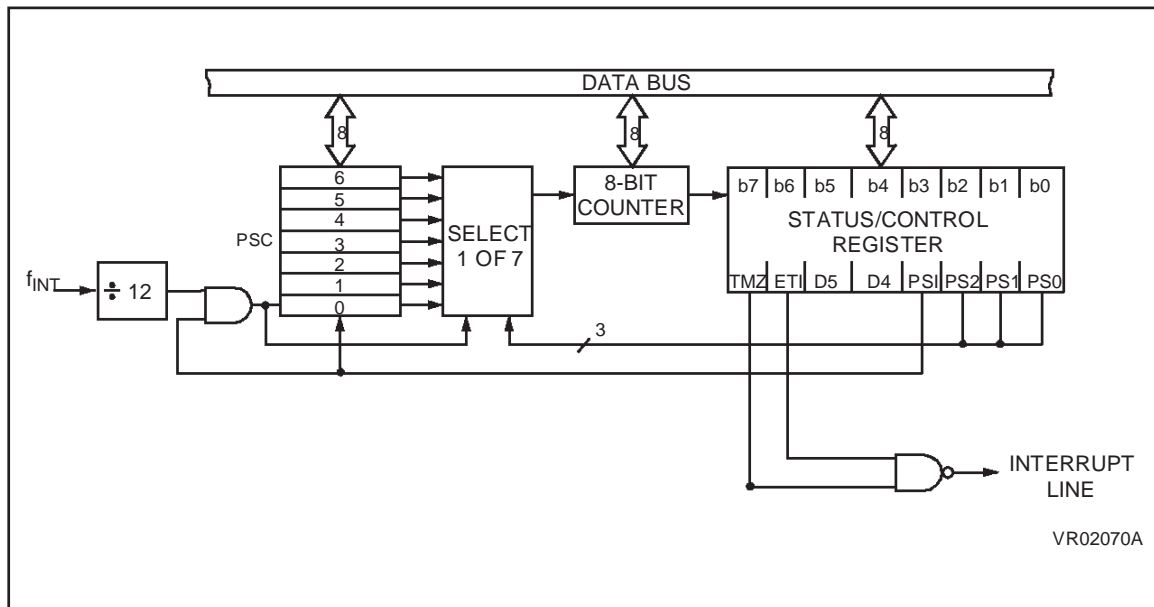 DATA BUS
8
8
8
6
5
4
3
2
1
0
PSC
SELECT
1 OF 7
8-BIT
COUNTER
b7 b6 b5 b4 b3 b2 b1 b0
STATUS/CONTROL
REGISTER
TMZ ETI D5 D4 PSI PS2 PS1 PS0
fINT
÷ 12
3
INTERRUPT
LINE
VR02070A